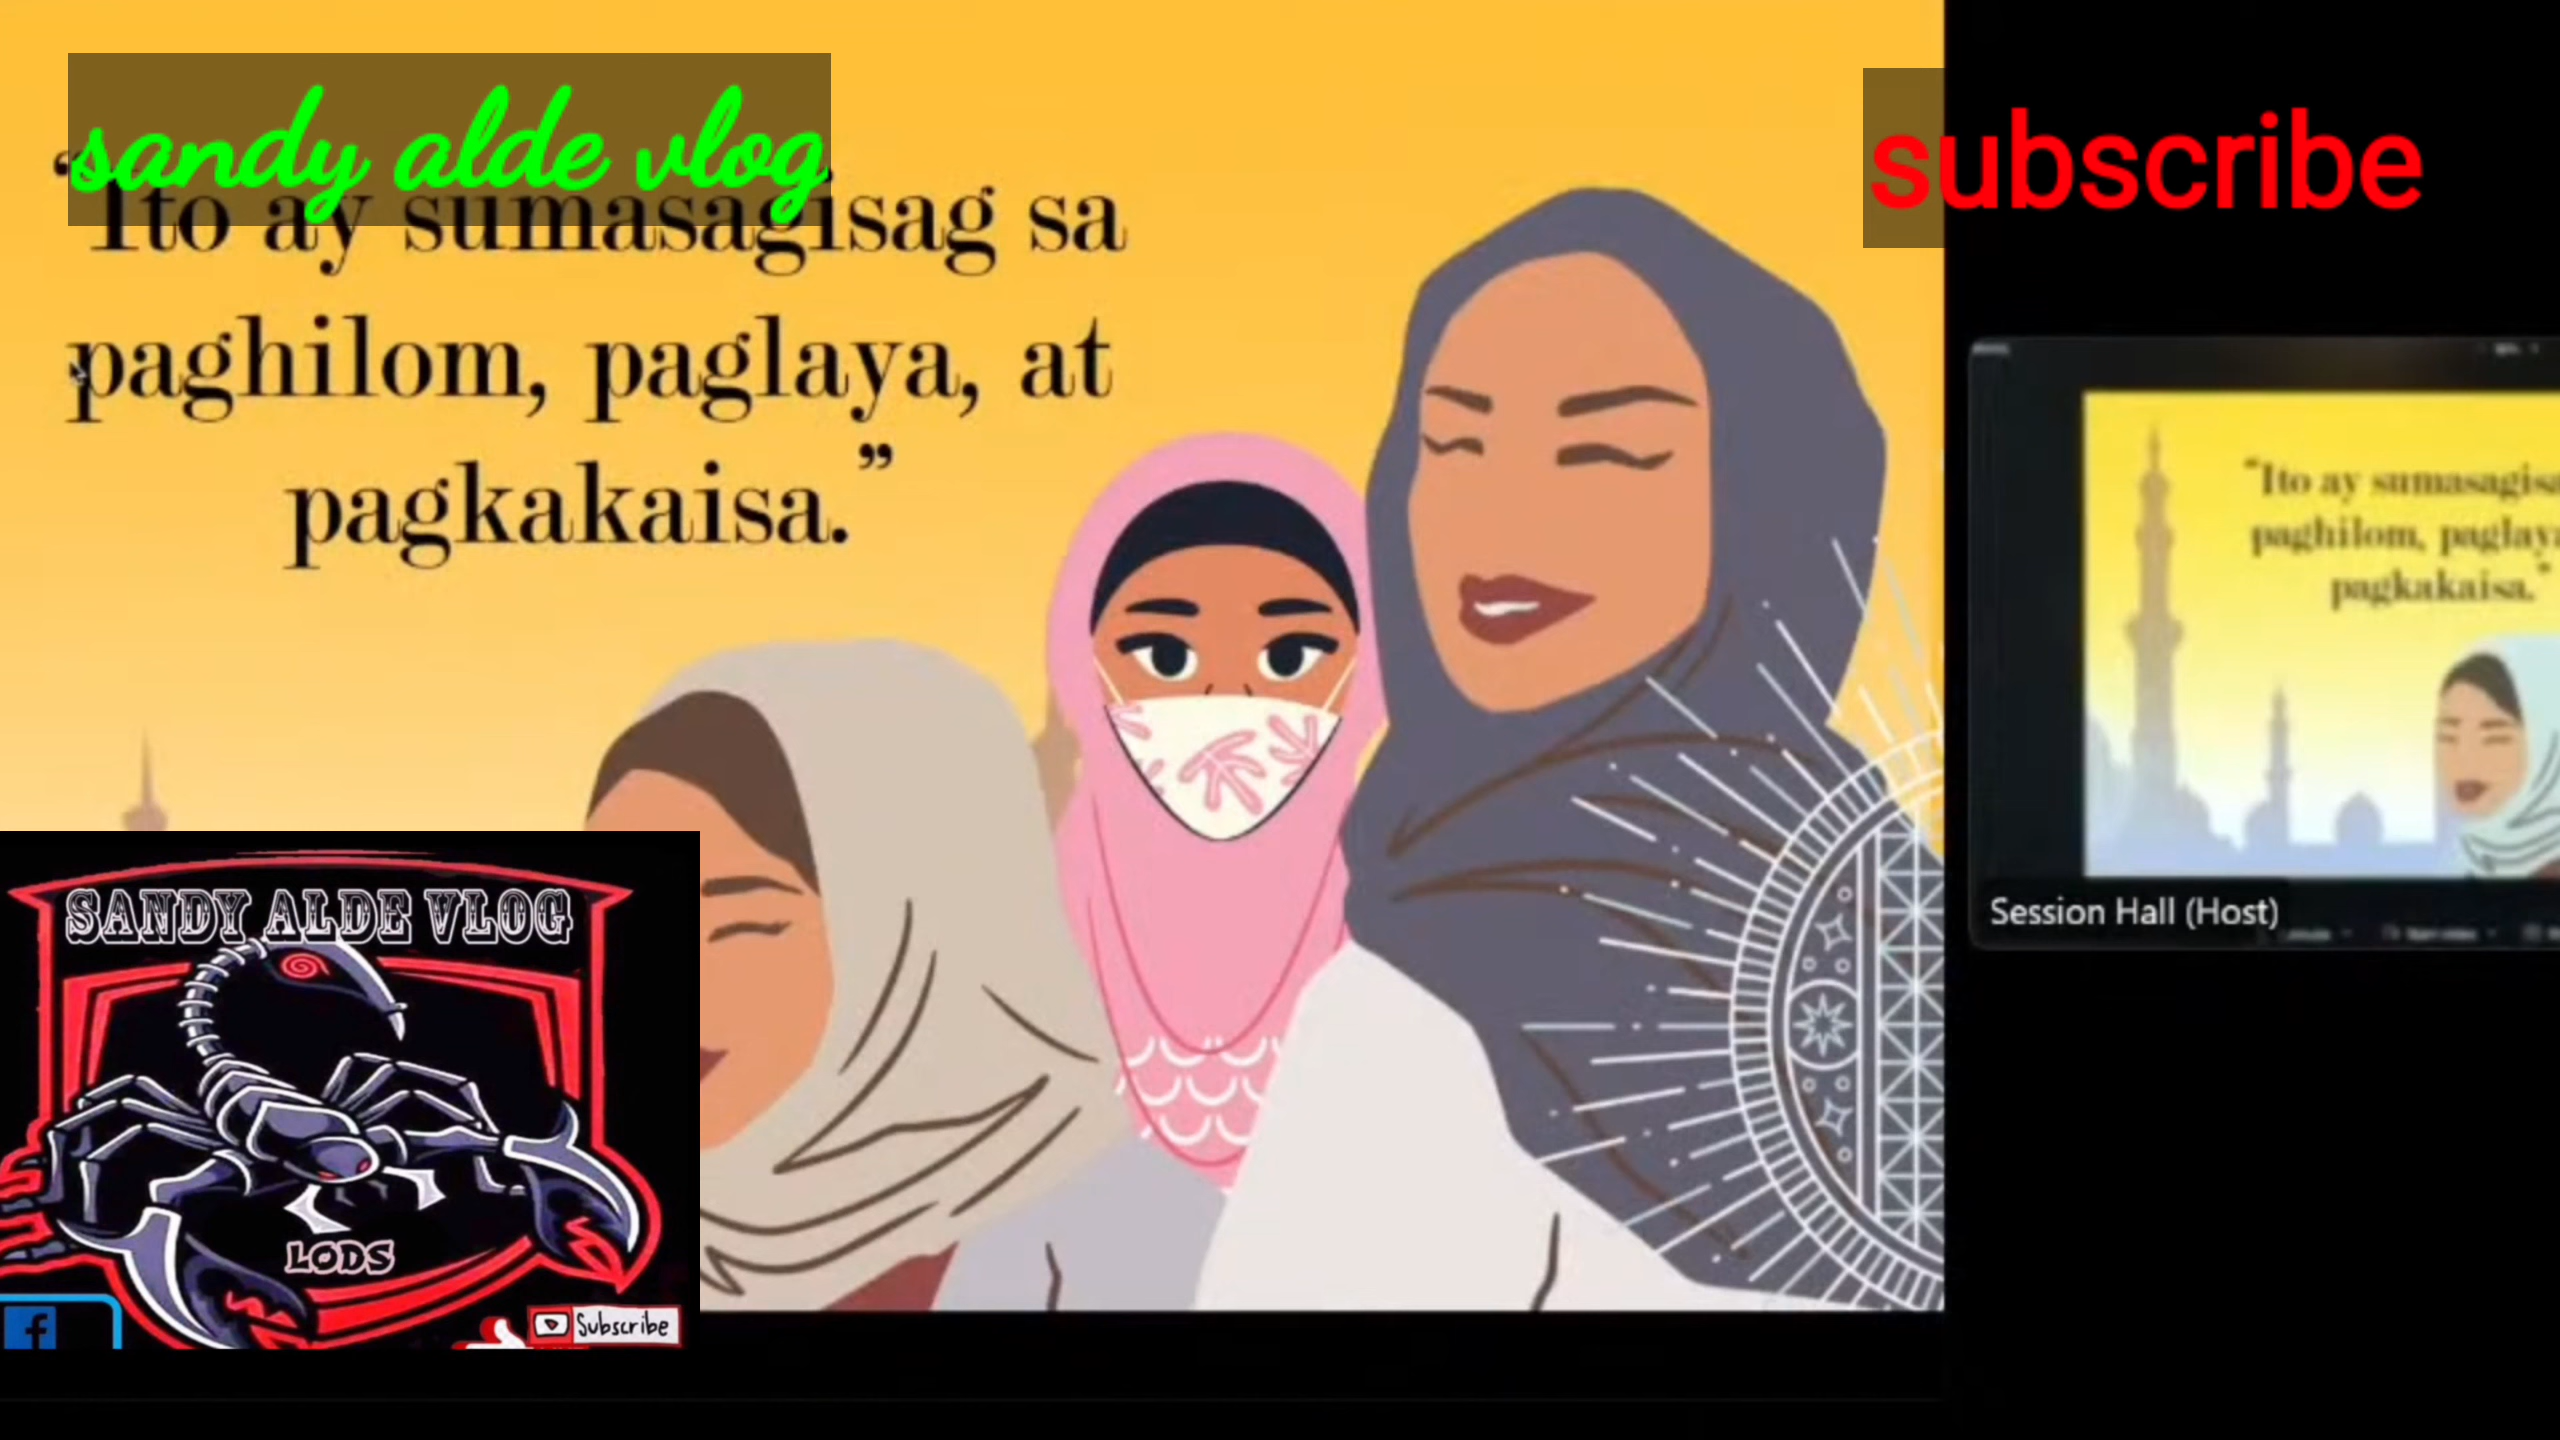 sandy alde vlog
subscribe
“Ito ay sumasagisag sa
paghilom, paglaya, at
pagkakaisa.”
“Ito ay sumasagisa
paghilom, paglaya
pagkakaisa.”
Session Hall (Host)
SANDY ALDE VLOG
LODS
Subscribe